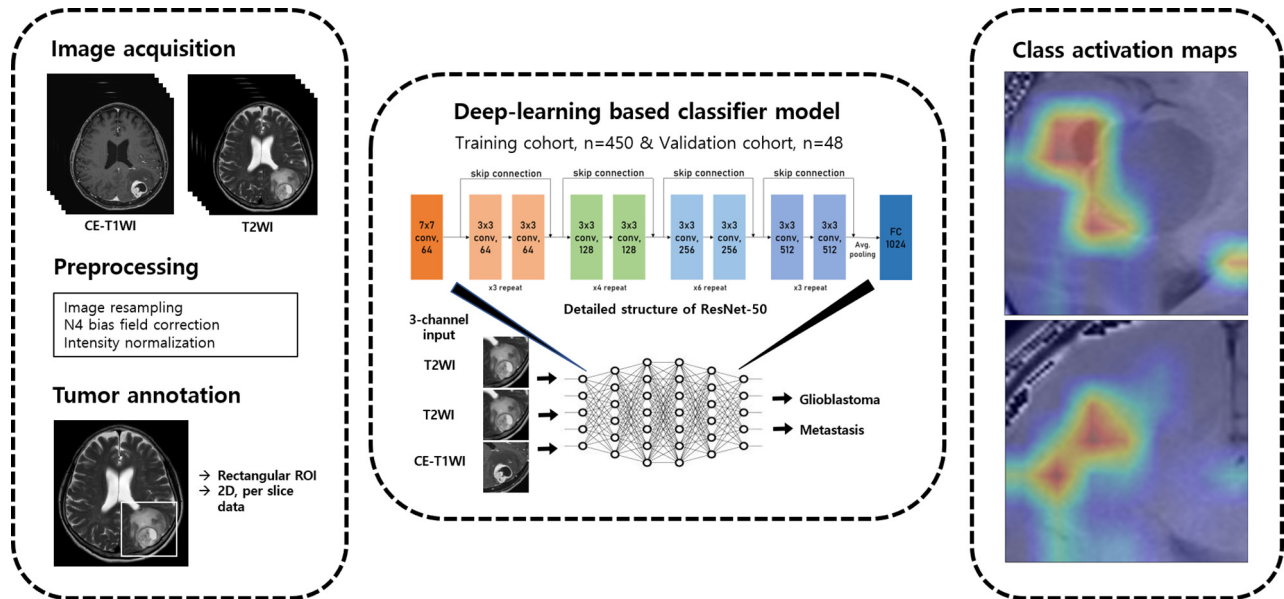 Image acquisition
CE-T1WI
T2WI
Preprocessing
Image resampling
N4 bias field correction
Intensity normalization
Tumor annotation
→ Rectangular ROI
→ 2D, per slice
data
Deep-learning based classifier model
Training cohort, n=450 & Validation cohort, n=48
skip connection
skip connection
skip connection
skip connection
7x7
conv,
64
3x3
conv,
64
3x3
conv,
64
3x3
conv,
128
3x3
conv,
128
3x3
conv,
256
3x3
conv,
256
3x3
conv,
512
3x3
conv,
512
Avg.
pooling
FC
1024
x3 repeat
x4 repeat
x6 repeat
x3 repeat
Detailed structure of ResNet-50
3-channel
input
T2WI
T2WI
CE-T1WI
Glioblastoma
Metastasis
Class activation maps